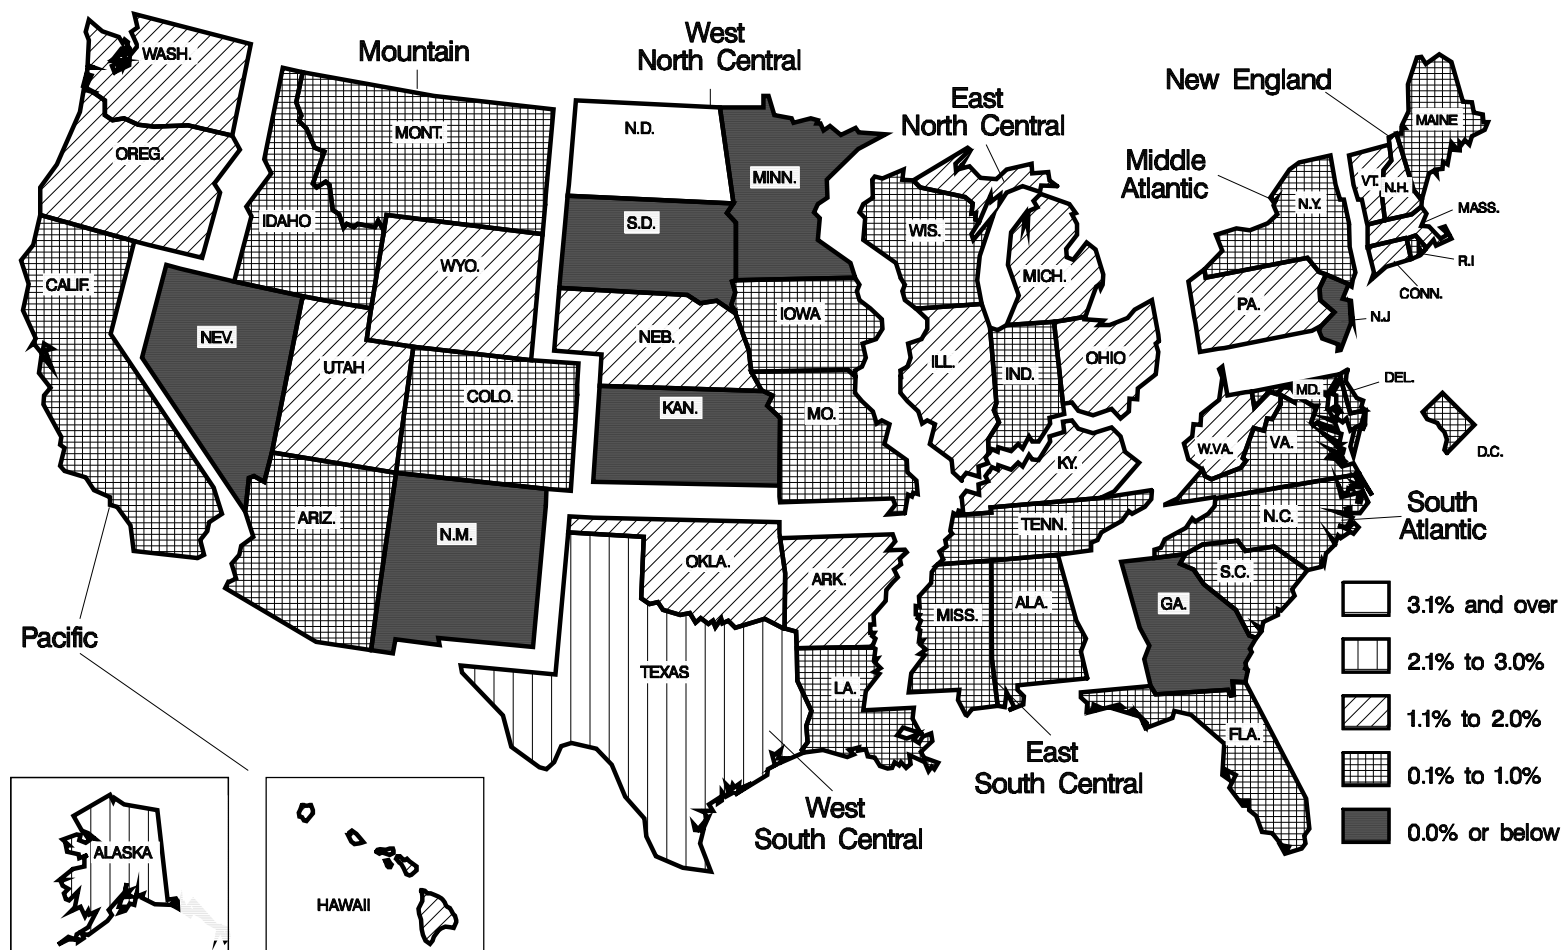 West
North Central
Mountain
WASH.
New England
East
North Central
MAINE
N.D.
MONT.
OREG.
Middle
Atlantic
MINN.
VT.
N.H.
N.Y.
MASS.
IDAHO
S.D.
WIS.
R.I
WYO.
MICH.
CALIF.
CONN.
PA.
N.J
IOWA
NEV.
NEB.
UTAH
ILL.
OHIO
IND.
DEL.
MD.
COLO.
KAN.
MO.
VA.
W.VA.
D.C.
KY.
South
Atlantic
ARIZ.
N.C.
TENN.
N.M.
OKLA.
ARK.
S.C.
ALA.
GA.
3.1% and over
MISS.
Pacific
2.1% to 3.0%
TEXAS
LA.
1.1% to 2.0%
FLA.
East
South Central
0.1% to 1.0%
West
South Central
0.0% or below
ALASKA
HAWAII